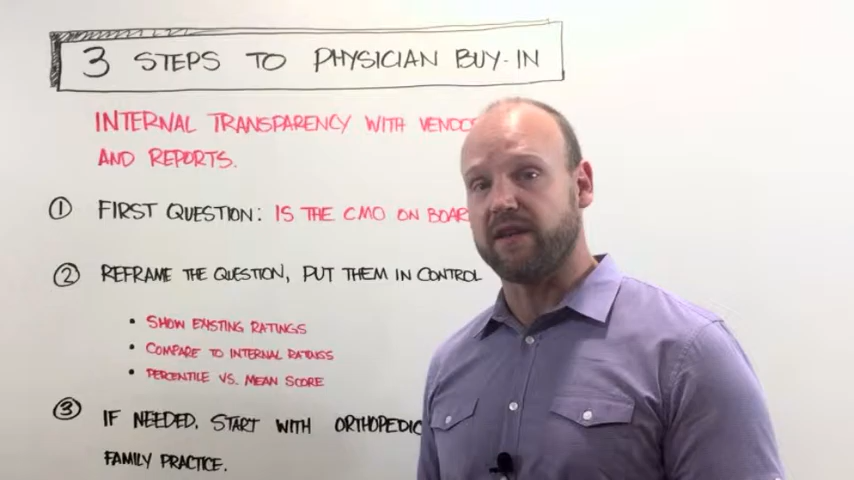 3 STEPS TO PHYSICIAN BUY-IN
INTERNAL TRANSPARENCY WITH
AND REPORTS.
1 FIRST QUESTION: IS THE CMO ON
2 REFRAME THE QUESTION, PUT THEM IN CONTROL
• SHOW EXISTING RATINGS
• COMPARE TO INTERNAL RATINGS
• PERCENTILE VS. MEAN SCORE
3 IF NEEDED, START WITH
FAMILY PRACTICE.